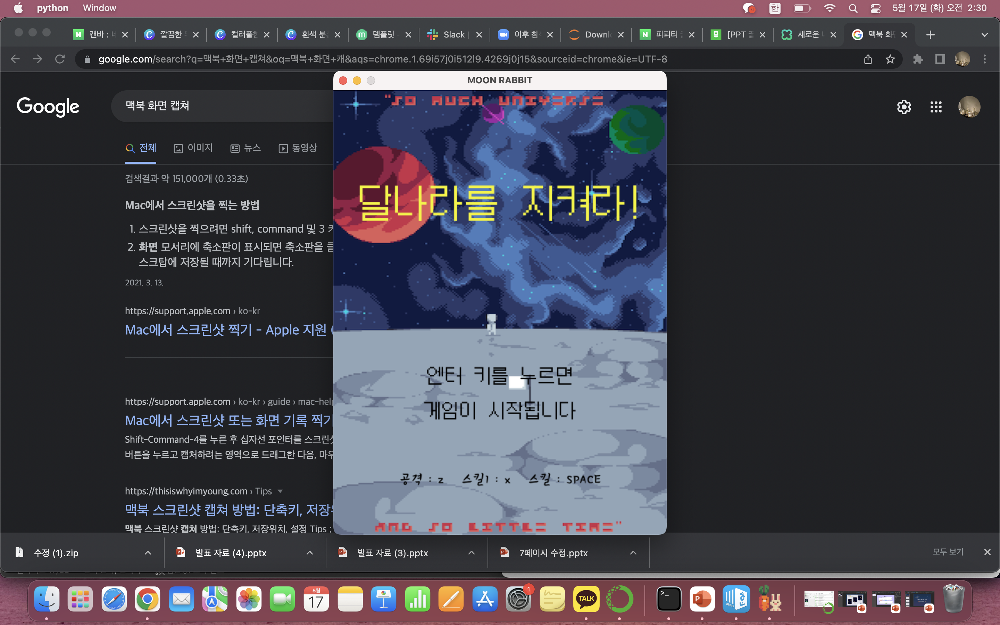 python Window
5월 17일 (화) 오전 2:30
캔바 : 깔끔한 컬러풀한 흰색 분 템플릿 - Slack 이후 참 Downl 피피티 [PPT 새로운 맥북 화
google.com/search?q=맥북+화면+캡쳐&oq=맥북+화면+캐&aqs=chrome.1.69i57j0i512l9.4269j0j15&sourceid=chrome&ie=UTF-8
MOON RABBIT
Google
맥북 화면 캡쳐
전체 이미지 뉴스 동영상
검색결과 약 151,000개 (0.33초)
Mac에서 스크린샷을 찍는 방법
1. 스크린샷을 찍으려면 shift, command 및 3
2. 화면 모서리에 축소판이 표시되면 축소판을
스크탑에 저장될 때까지 기다립니다.
2021. 3. 13.
https://support.apple.com › ko-kr
Mac에서 스크린샷 찍기 - Apple 지원 (
https://support.apple.com › ko-kr › guide › mac-help
Mac에서 스크린샷 또는 화면 기록 찍기
Shift-Command-4를 누른 후 십자선 포인터를 스크린샷
버튼을 누르고 캡처하려는 영역으로 드래그한 다음, 마우
https://thisiswhyimyoung.com › Tips
맥북 스크린샷 캡쳐 방법: 단축키, 저장위
맥북 스크린샷 캡쳐 방법: 단축키, 저장위치, 설정 Tips ;
"SO MUCH UNIVERSE
달나라를 지켜라!
엔터 키를 누르면
게임이 시작됩니다
공격 : z 스킬1 : x 스킬 : SPACE
AND SO LITTLE TIME"
수정 (1).zip
발표 자료 (4).pptx
발표 자료 (3).pptx
7페이지 수정.pptx
모두 보기
5월
17
1
TALK
VIEWER